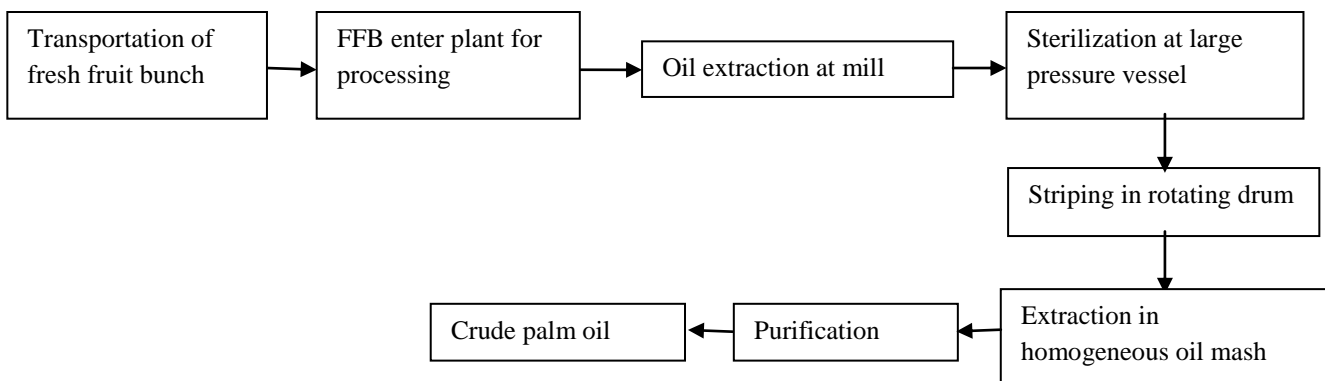 Transportation of
fresh fruit bunch
FFB enter plant for
processing
Oil extraction at mill
Sterilization at large
pressure vessel
Striping in rotating drum
Extraction in
homogeneous oil mash
Purification
Crude palm oil